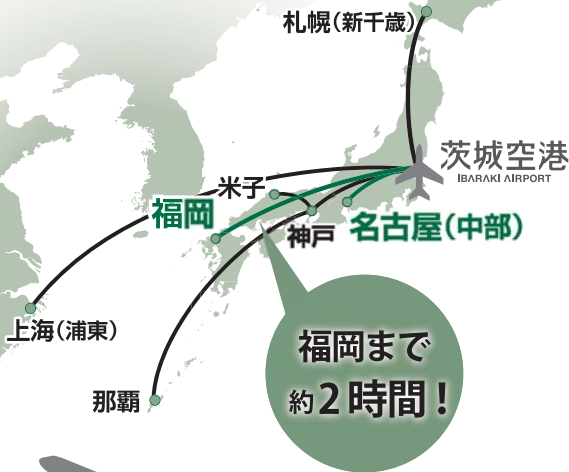 札幌（新千歳）
茨城空港
IBARAKI AIRPORT
米子
福岡
神戸
名古屋（中部）
上海（浦東）
那覇
福岡まで
約2時間！